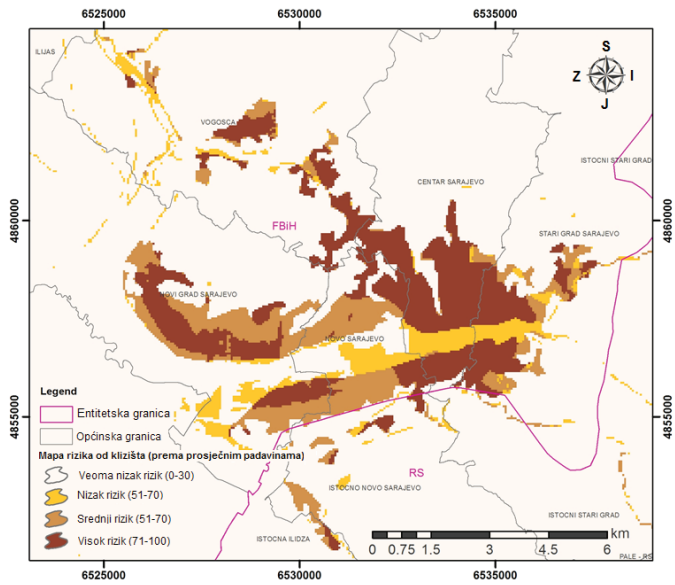 6525000 6530000 6535000
S
Z I
J
ILIJAS
VOGOSCA
ISTOCNI STARI GRAD
CENTAR SARAJEVO
4860000 4860000
FBiH
STARI GRAD SARAJEVO
NOVI GRAD SARAJEVO
NOVO SARAJEVO
4855000 4855000
Legend
Entitetska granica
Općinska granica
Mapa rizika od klizišta (prema prosječnim padavinama)
Veoma nizak rizik (0-30)
Nizak rizik (51-70)
Srednji rizik (51-70)
Visok rizik (71-100)
RS
ISTOCNO NOVO SARAJEVO
ISTOCNI STARI GRAD
ISTOCNA ILIDZA
km
0 0.75 1.5 3 4.5 6
PALE - RS
6525000 6530000 6535000